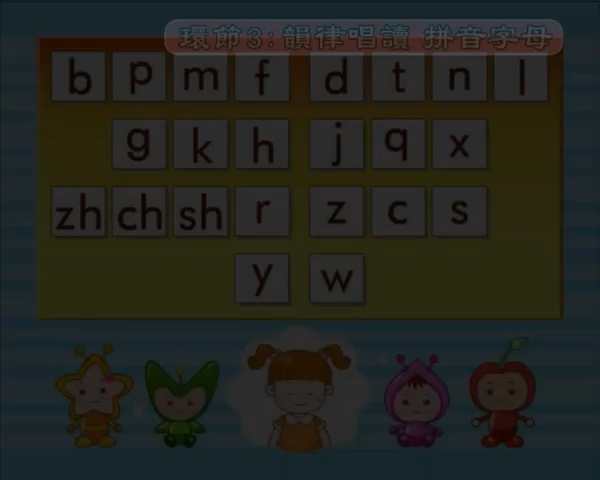 環節3:韻律唱讀 拼音字母
b p m f d t n l
g k h j q x
zh ch sh r z c s
y w